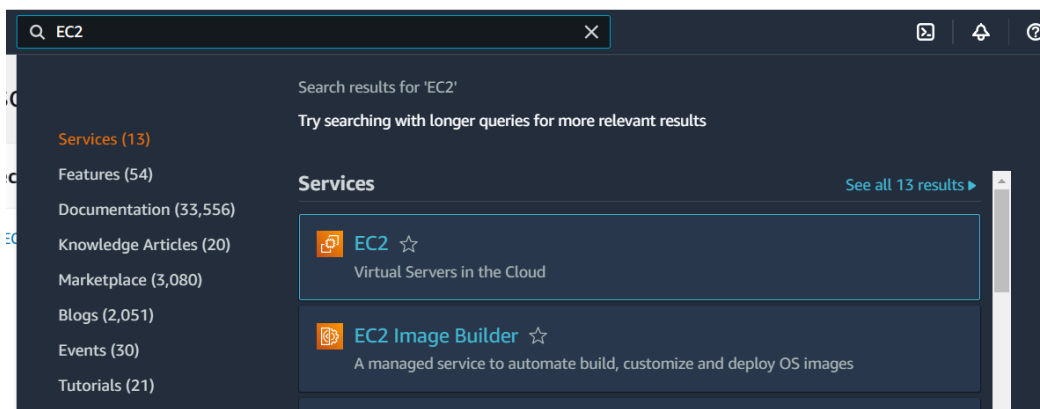 EC2
Search results for 'EC2'
Try searching with longer queries for more relevant results
Services (13)
Features (54)
Documentation (33,556)
Knowledge Articles (20)
Marketplace (3,080)
Blogs (2,051)
Events (30)
Tutorials (21)
Services
See all 13 results
EC2
Virtual Servers in the Cloud
EC2 Image Builder
A managed service to automate build, customize and deploy OS images